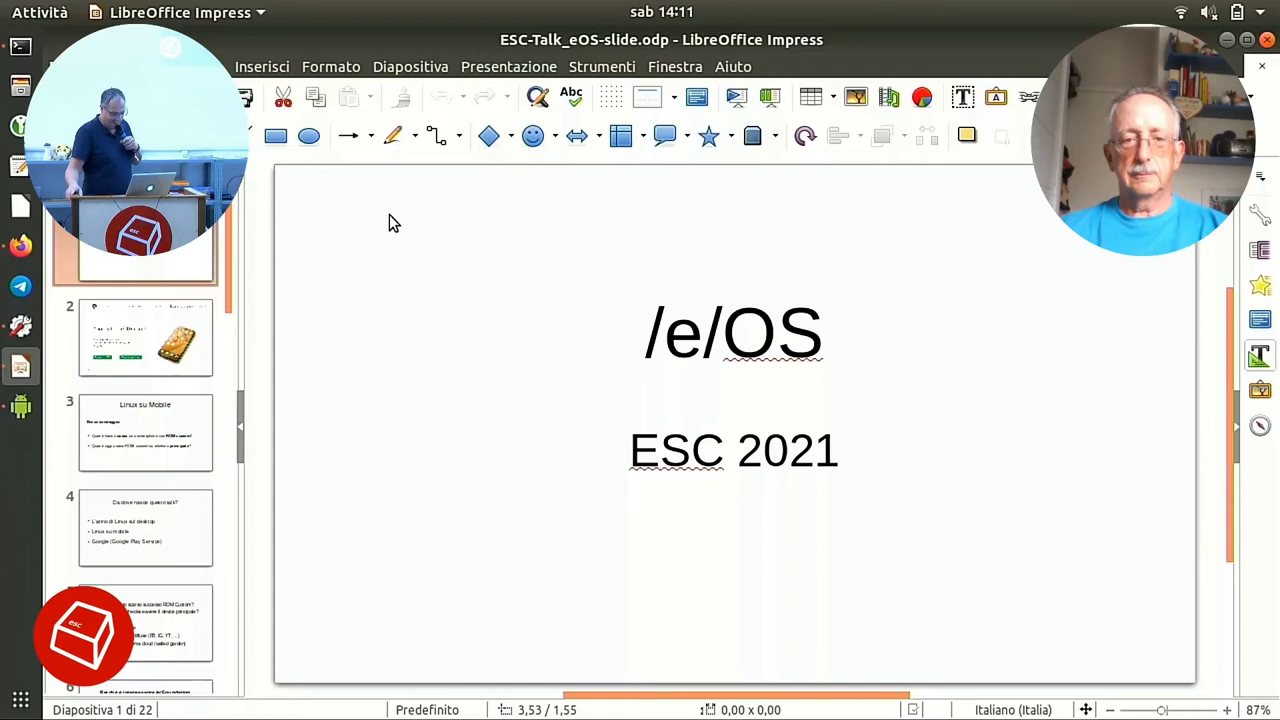 Attività
LibreOffice Impress
sab 14:11
ESC-Talk_eOS-slide.odp - LibreOffice Impress
Inserisci Formato Diapositiva Presentazione Strumenti Finestra Aiuto
Abc
/e/OS
ESC 2021
2
3
Linux su Mobile
4
Da dove nasce questo talk?
L'anno di Linux sul desktop
Linux su mobile
Google (Google Play Service)
esc
esc
Diapositiva 1 di 22
Predefinito
3,53 / 1,55
0,00 x 0,00
Italiano (Italia)
87%